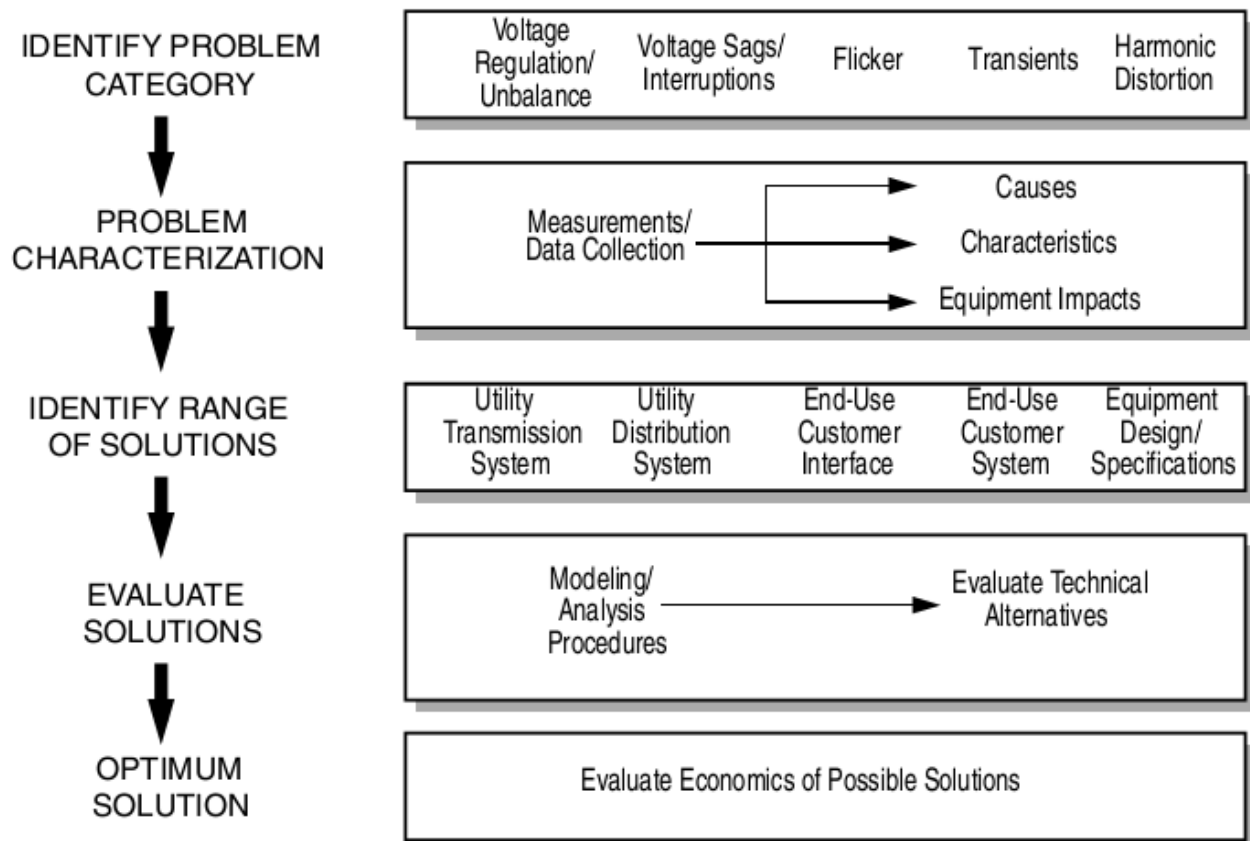 IDENTIFY PROBLEM
CATEGORY
Voltage
Regulation/
Unbalance
Voltage Sags/
Interruptions
Flicker
Transients
Harmonic
Distortion
PROBLEM
CHARACTERIZATION
Measurements/
Data Collection
Causes
Characteristics
Equipment Impacts
IDENTIFY RANGE
OF SOLUTIONS
Utility
Transmission
System
Utility
Distribution
System
End-Use
Customer
Interface
End-Use
Customer
System
Equipment
Design/
Specifications
EVALUATE
SOLUTIONS
Modeling/
Analysis
Procedures
Evaluate Technical
Alternatives
OPTIMUM
SOLUTION
Evaluate Economics of Possible Solutions